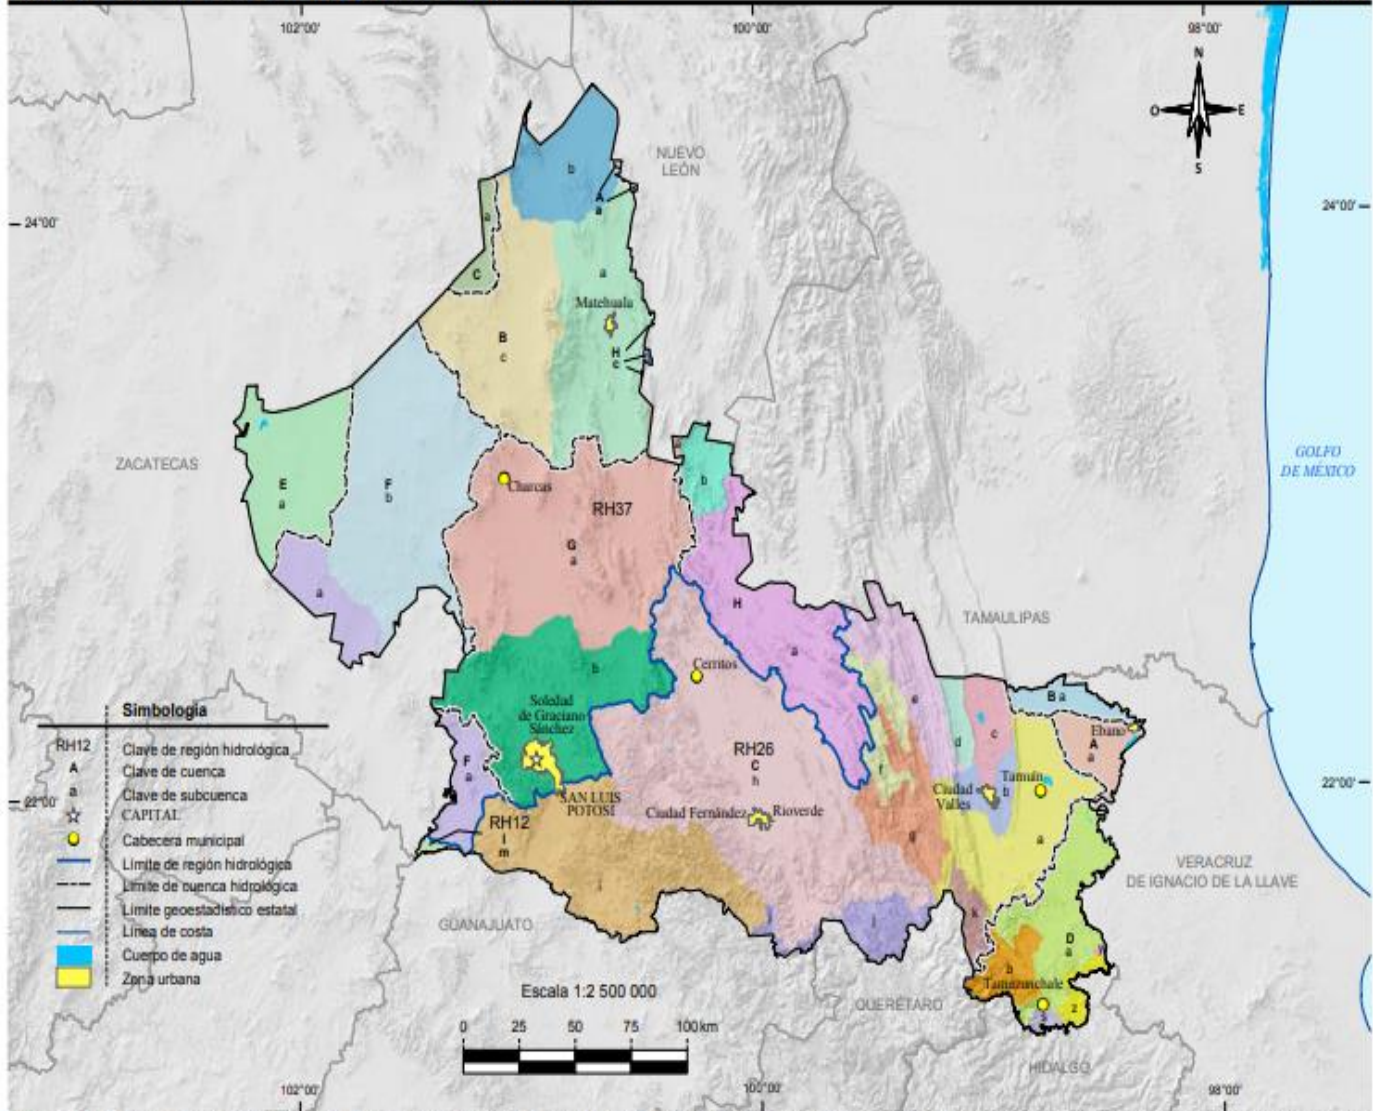 102°00'
100°00'
98°00'
N
O
E
S
NUEVO
LEÓN
b
A
a
24°00'
24°00'
a
C
a
Matehuala
B
c
H
c
ZACATECAS
GOLFO
DE MÉXICO
E
a
F
b
Charcas
RH37
b
G
a
a
H
TAMAULIPAS
a
b
Cerritos
e
B a
Soledad
de Graciano
Sánchez
d
c
Ebano
A
a
RH26
C
h
f
F
a
Tamuín
Ciudad
Valles
b
22°00'
22°00'
SAN LUIS
POTOSÍ
Ciudad Fernández
Rioverde
RH12
I
m
g
a
VERACRUZ
DE IGNACIO DE LA LLAVE
i
GUANAJUATO
j
k
D
a
y
b
Tamazunchale
QUERÉTARO
z
HIDALGO
Simbología
RH12 Clave de región hidrológica
A Clave de cuenca
a Clave de subcuenca
CAPITAL
Cabecera municipal
Límite de región hidrológica
Límite de cuenca hidrológica
Límite geoestadístico estatal
Línea de costa
Cuerpo de agua
Zona urbana
Escala 1:2 500 000
0 25 50 75 100 km
102°00'
100°00'
98°00'